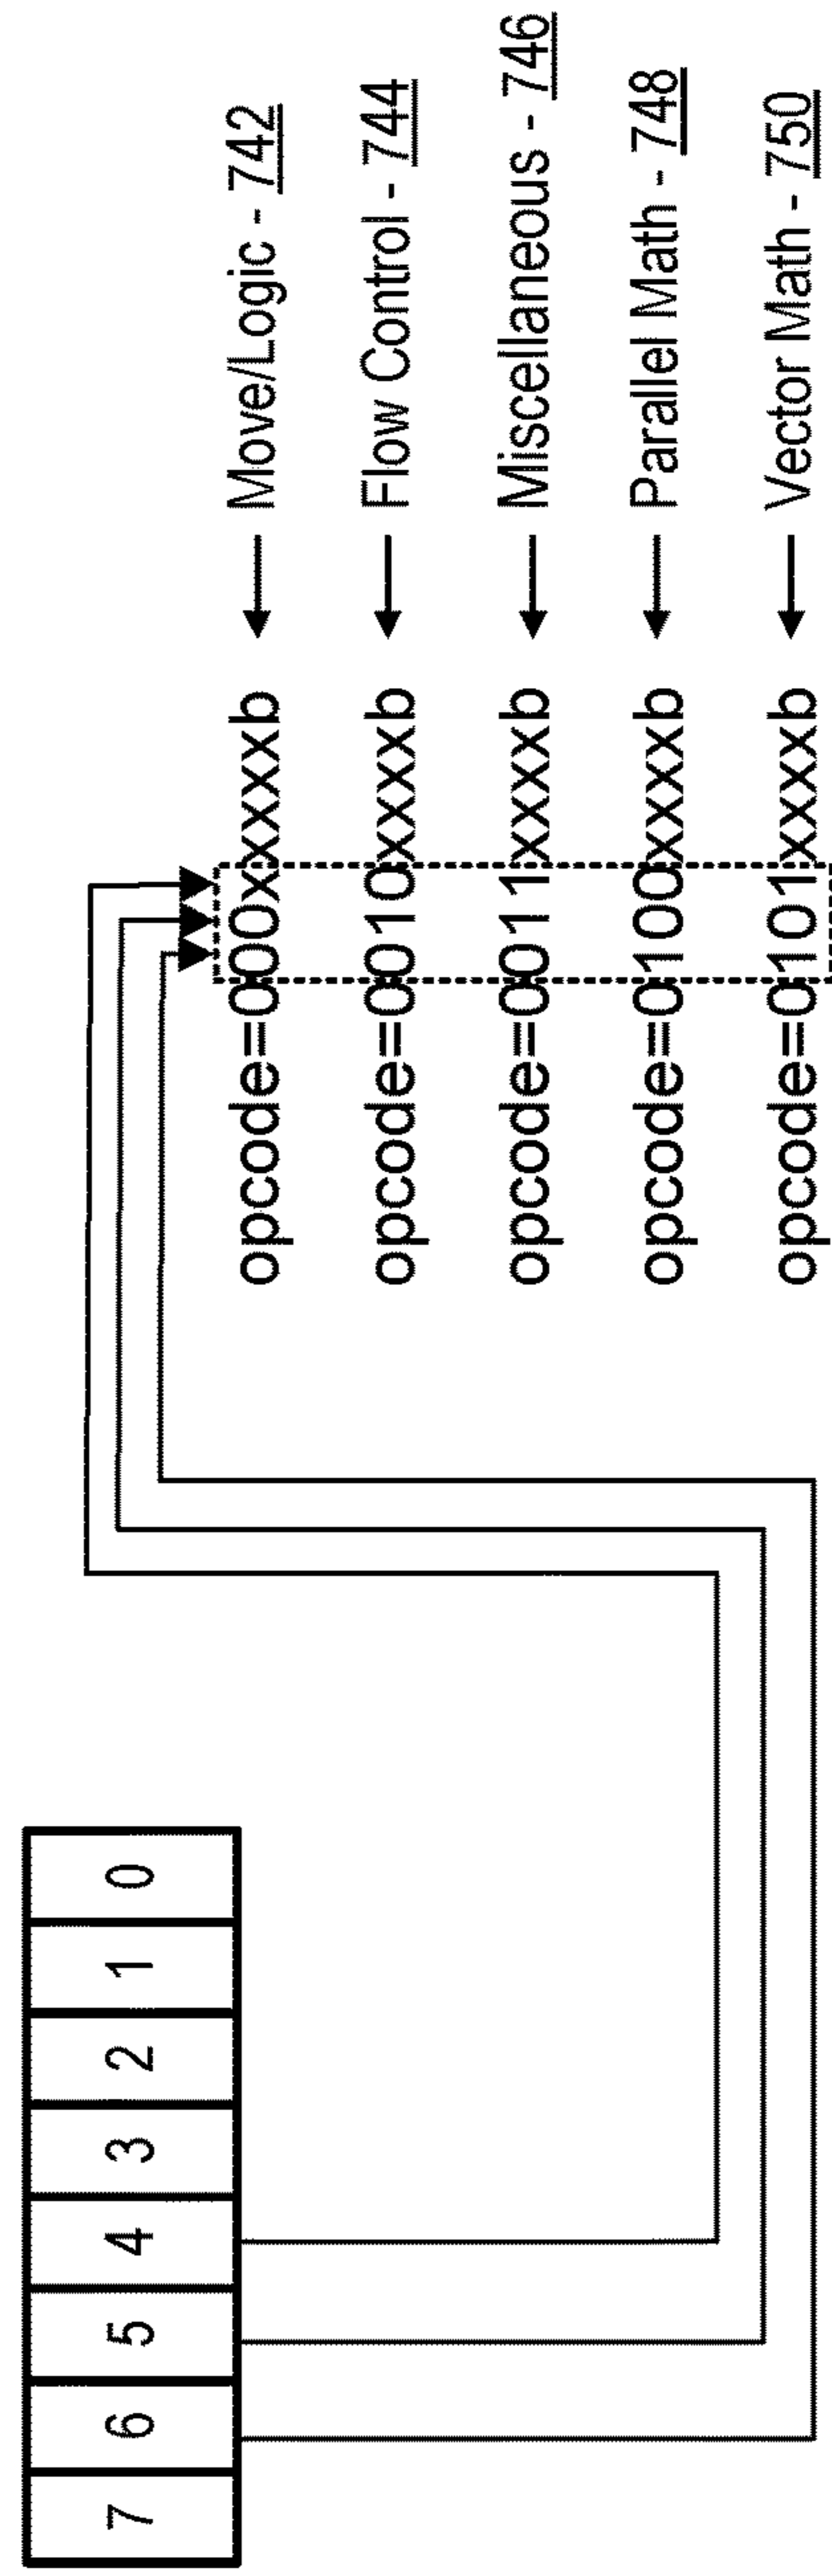 7 6 5 4 3 2 1 0
opcode=000xxxxxb ← Move/Logic - 742
opcode=0010xxxxb ← Flow Control - 744
opcode=0011xxxxb ← Miscellaneous - 746
opcode=0100xxxxb ← Parallel Math - 748
opcode=0101xxxxb ← Vector Math - 750